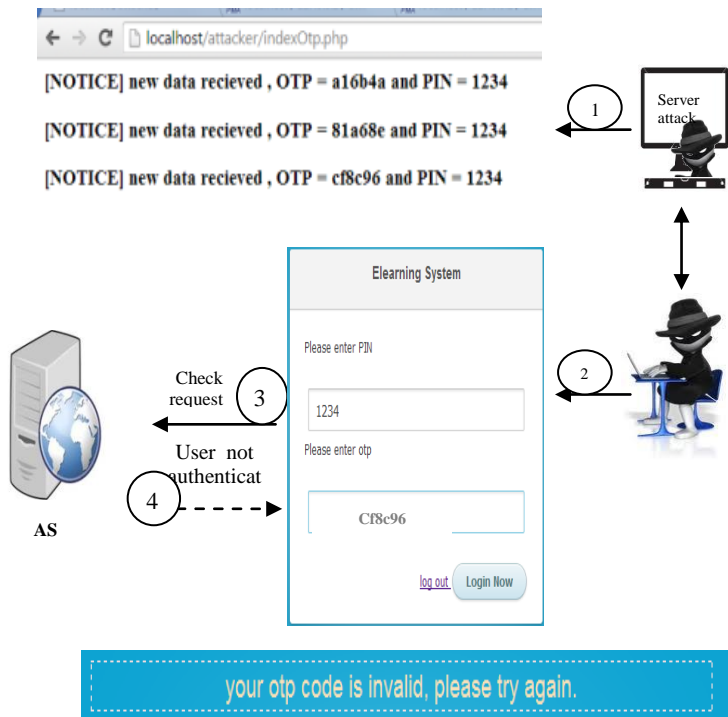 localhost/attacker/indexOtp.php
[NOTICE] new data recieved , OTP = a16b4a and PIN = 1234
[NOTICE] new data recieved , OTP = 81a68e and PIN = 1234
[NOTICE] new data recieved , OTP = cf8c96 and PIN = 1234
1
Server
attack
Elearning System
Please enter PIN
1234
Please enter otp
Cf8c96
log out
Login Now
2
Check
request
3
User not
authenticat
4
AS
your otp code is invalid, please try again.